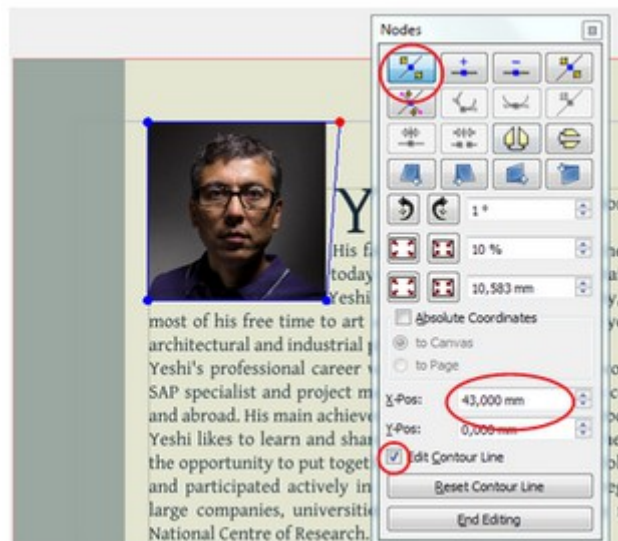 Nodes
Y
1 °
His f
10 %
today
Yeshi
10,583 mm
most of his free time to art
Absolute Coordinates
architectural and industrial
to Canvas
Yeshi's professional career
to Page
SAP specialist and project m
X-Pos: 43,000 mm
and abroad. His main achieve
Y-Pos: 0,000 mm
Yeshi likes to learn and shar
Edit Contour Line
the opportunity to put toget
Reset Contour Line
and participated actively in
large companies, universitie
End Editing
National Centre of Research.